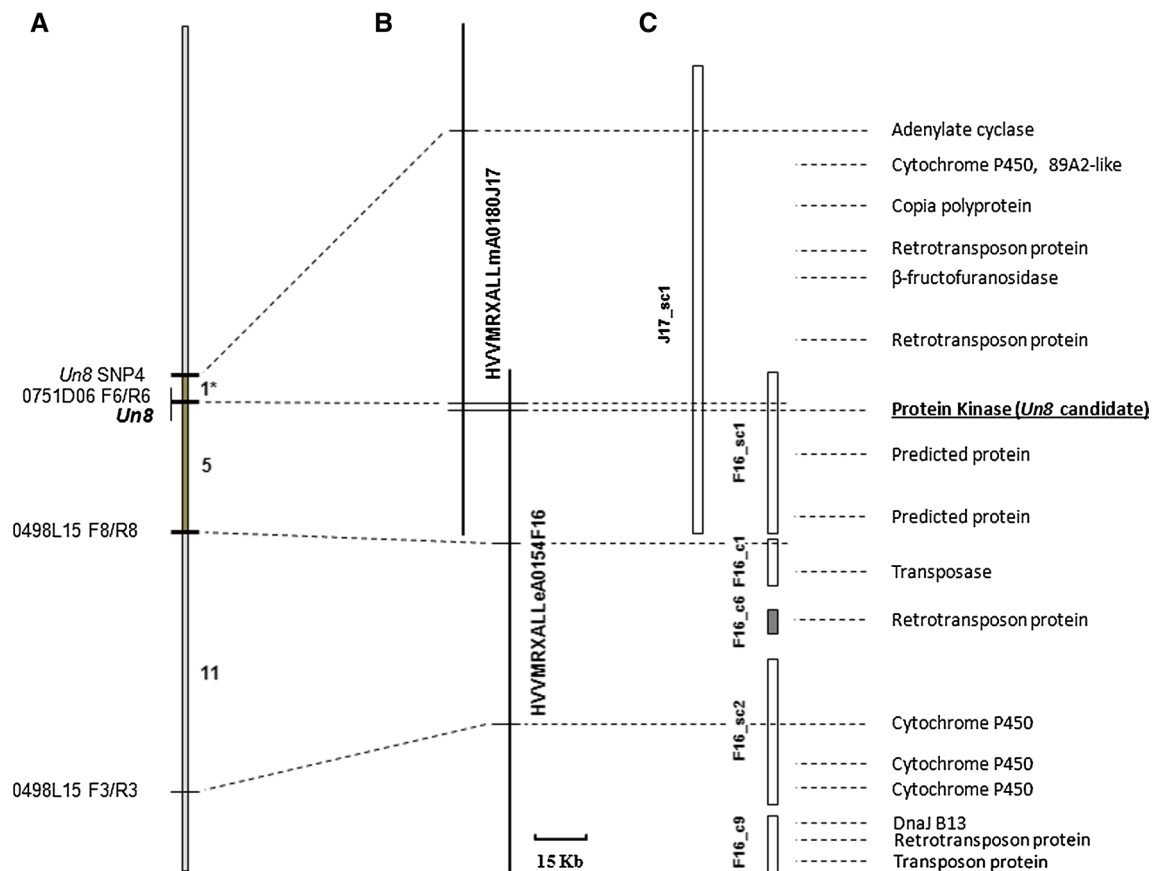 A
B
C
Adenylate cyclase
Cytochrome P450, 89A2-like
Copia polyprotein
Retrotransposon protein
β-fructofuranosidase
Retrotransposon protein
Protein Kinase (Un8 candidate)
Predicted protein
Predicted protein
Transposase
Retrotransposon protein
Cytochrome P450
Cytochrome P450
Cytochrome P450
DnaJ B13
Retrotransposon protein
Transposon protein
Un8 SNP4
0751D06 F6/R6
Un8
0498L15 F8/R8
0498L15 F3/R3
1*
5
11
HVVMRXALLmA0180J17
HVVMRXALLeA0154F16
J17_sc1
F16_sc1
F16_c1
F16_c6
F16_sc2
F16_c9
15 Kb